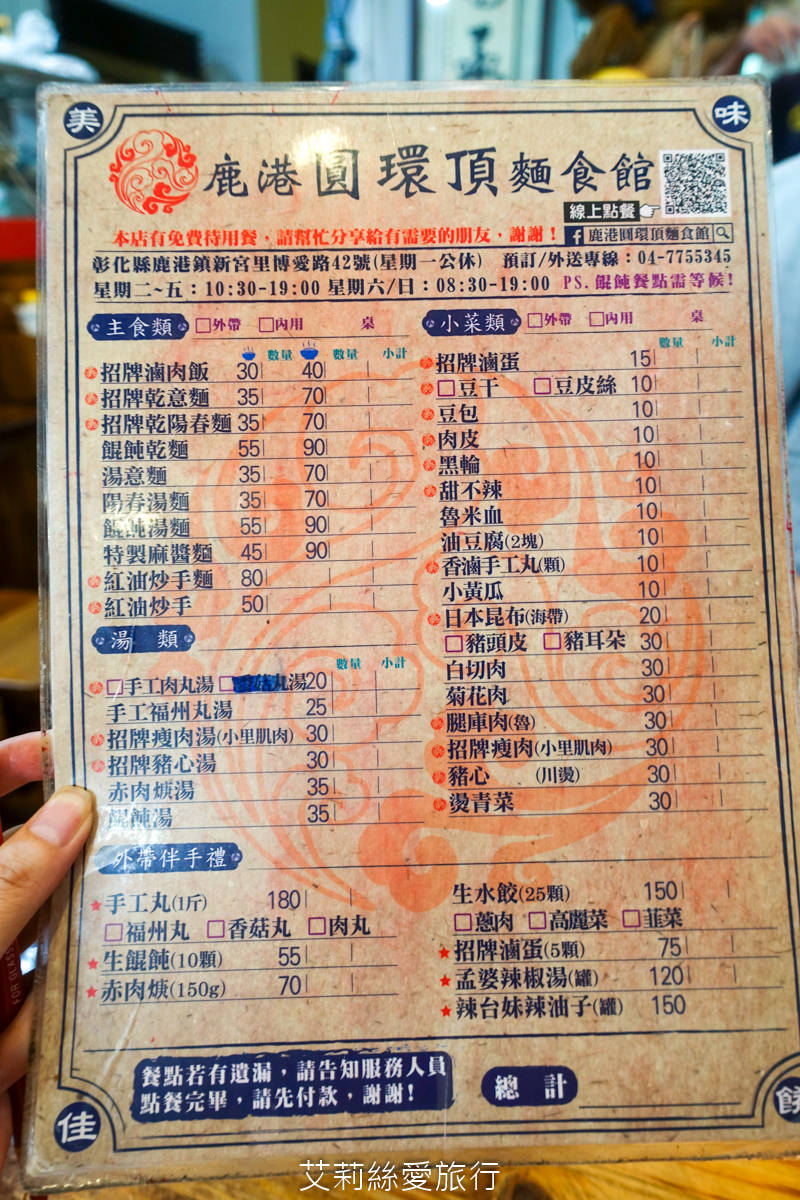 美 味
鹿港圓環頂麵食館
線上點餐
本店有免費待用餐，請幫忙分享給有需要的朋友，謝謝！ f 鹿港圓環頂麵食館
彰化縣鹿港鎮新宮里博愛路42號(星期一公休) 預訂/外送專線：04-7755345
星期二~五：10:30-19:00 星期六/日：08:30-19:00 PS. 餛飩餐點需等候！
主食類 □外帶 □內用 桌
數量 數量 小計
招牌滷肉飯 30 40
招牌乾意麵 35 70
招牌乾陽春麵 35 70
餛飩乾麵 55 90
湯意麵 35 70
陽春湯麵 35 70
餛飩湯麵 55 90
特製麻醬麵 45 90
紅油炒手麵 80
紅油炒手 50
湯類
數量 小計
□手工肉丸湯 □香菇丸湯 20
手工福州丸湯 25
招牌瘦肉湯(小里肌肉) 30
招牌豬心湯 30
赤肉焿湯 35
餛飩湯 35
小菜類 □外帶 □內用 桌
數量 小計
招牌滷蛋 15
□豆干 □豆皮絲 10
豆包 10
肉皮 10
黑輪 10
甜不辣 10
魯米血 10
油豆腐(2塊) 10
香滷手工丸(顆) 10
小黃瓜 10
日本昆布(海帶) 20
□豬頭皮 □豬耳朵 30
白切肉 30
菊花肉 30
腿庫肉(魯) 30
招牌瘦肉(小里肌肉) 30
豬心 (川燙) 30
燙青菜 30
外帶伴手禮
★手工丸(1斤) 180
□福州丸 □香菇丸 □肉丸
★生餛飩(10顆) 55
★赤肉焿(150g) 70
生水餃(25顆) 150
□蔥肉 □高麗菜 □韮菜
★招牌滷蛋(5顆) 75
★孟婆辣椒湯(罐) 120
★辣台妹辣油子(罐) 150
餐點若有遺漏，請告知服務人員
點餐完畢，請先付款，謝謝！
總計
佳 餚
艾莉絲愛旅行